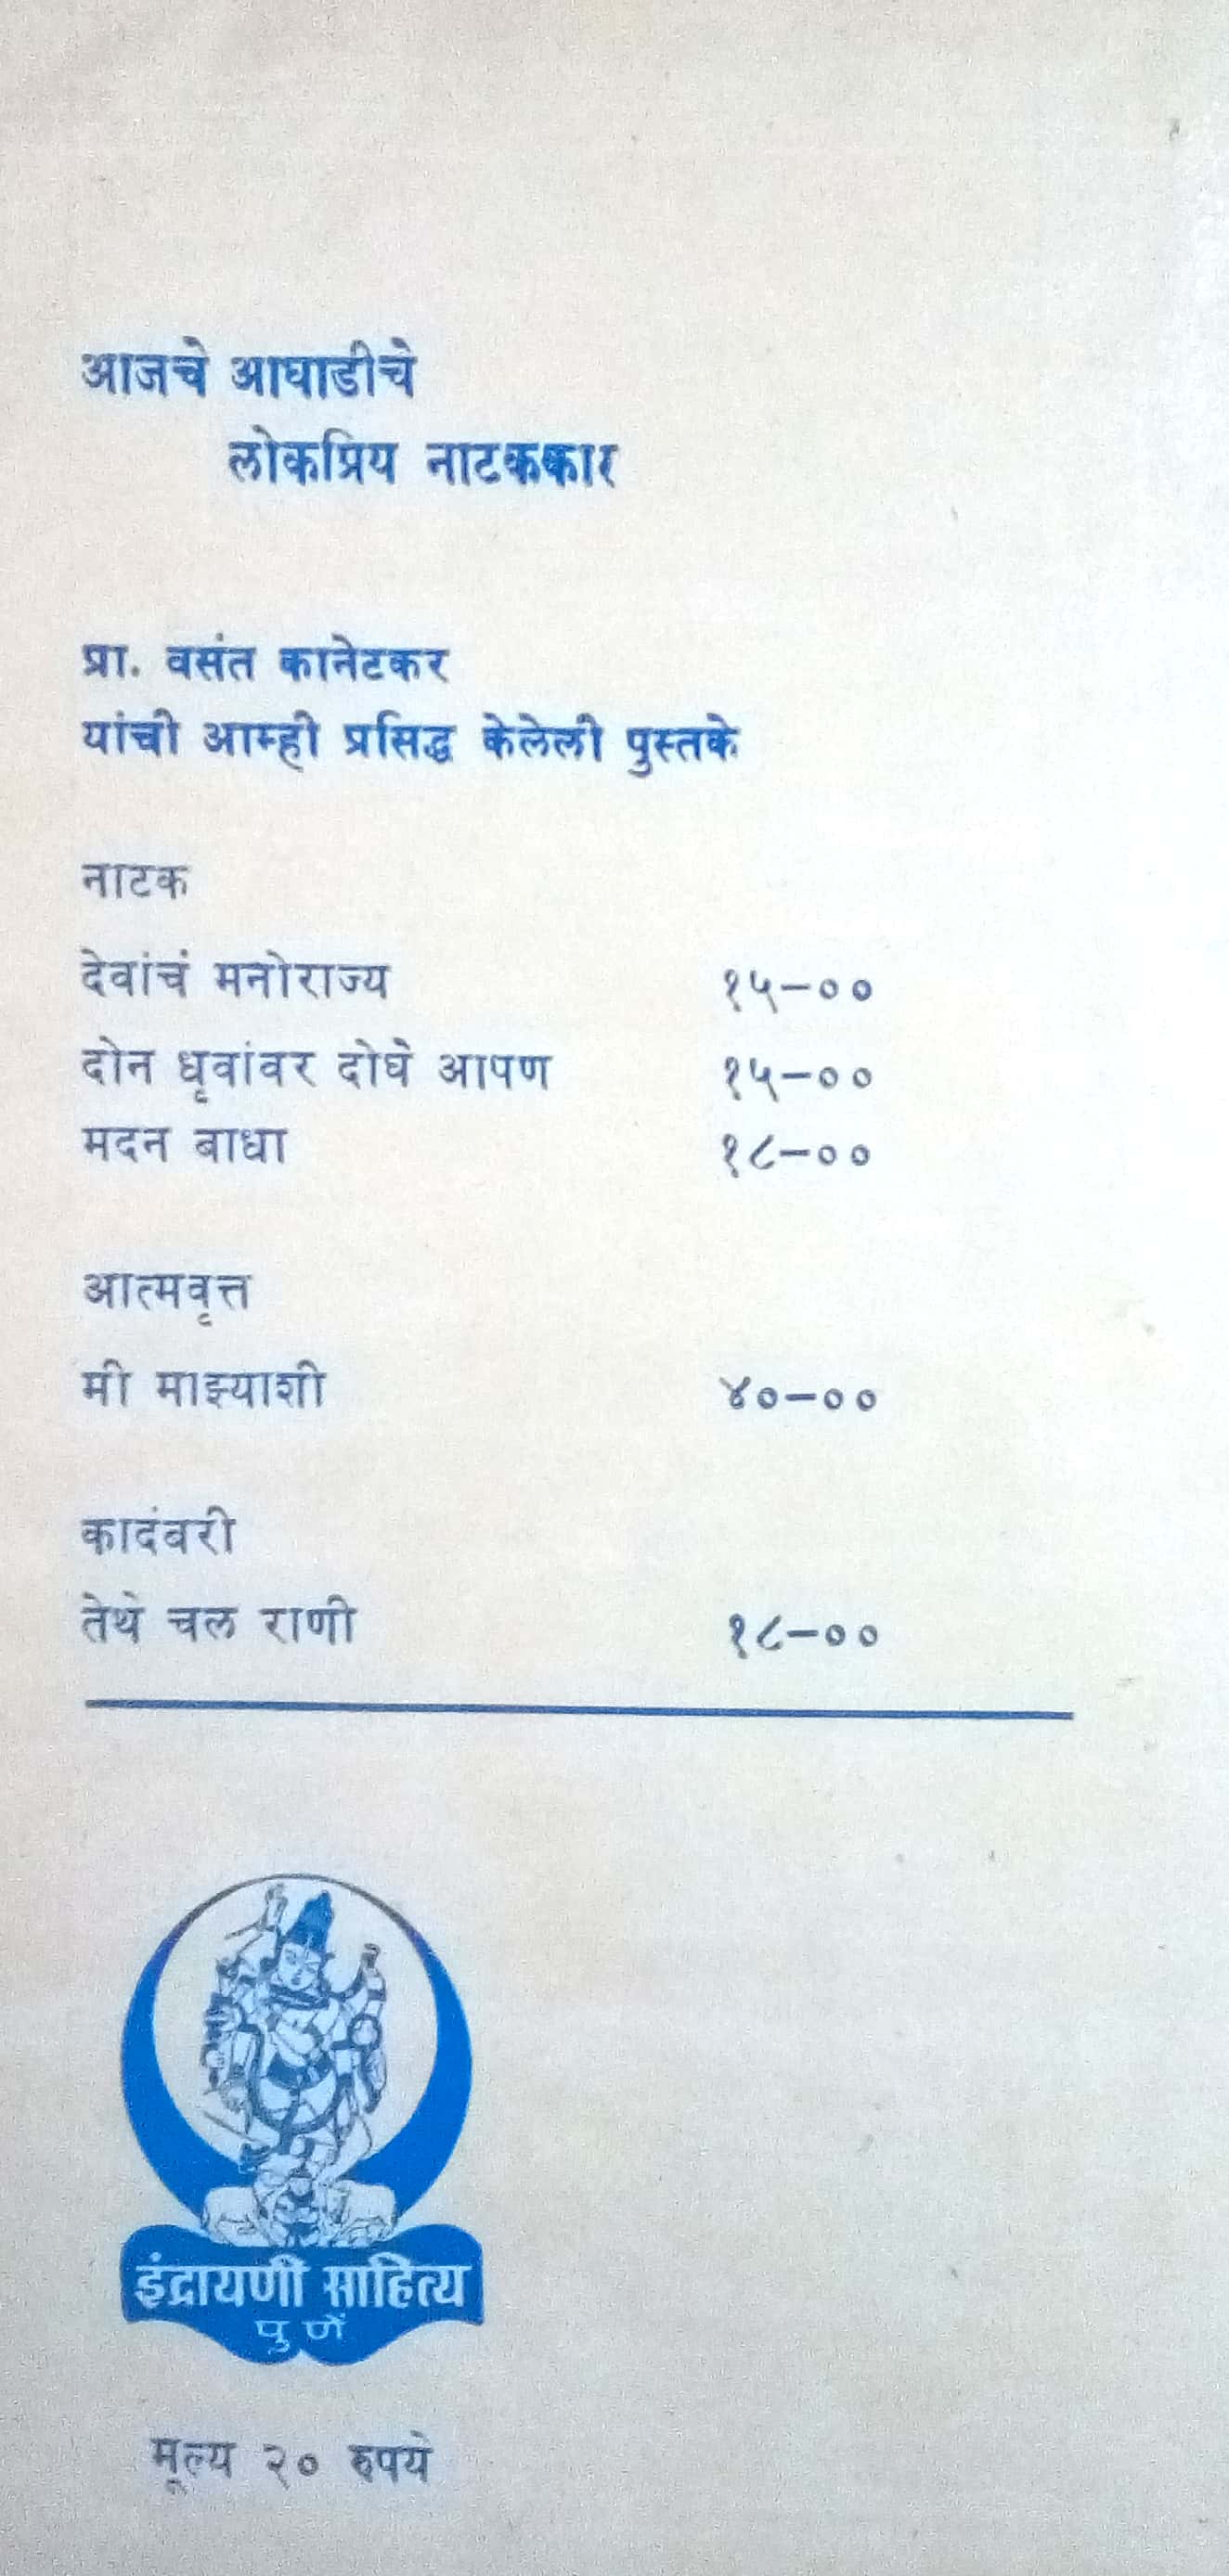 आजचे आघाडीचे
लोकप्रिय नाटककार
प्रा. वसंत कानेटकर
यांची आम्ही प्रसिद्ध केलेली पुस्तके
नाटक
देवांचं मनोराज्य १५-००
दोन धृवांवर दोघे आपण १५-००
मदन बाधा १८-००
आत्मवृत्त
मी माझ्याशी ४०-००
कादंबरी
तेथे चल राणी १८-००
इंद्रायणी साहित्य
पुणें
मूल्य २० रुपये